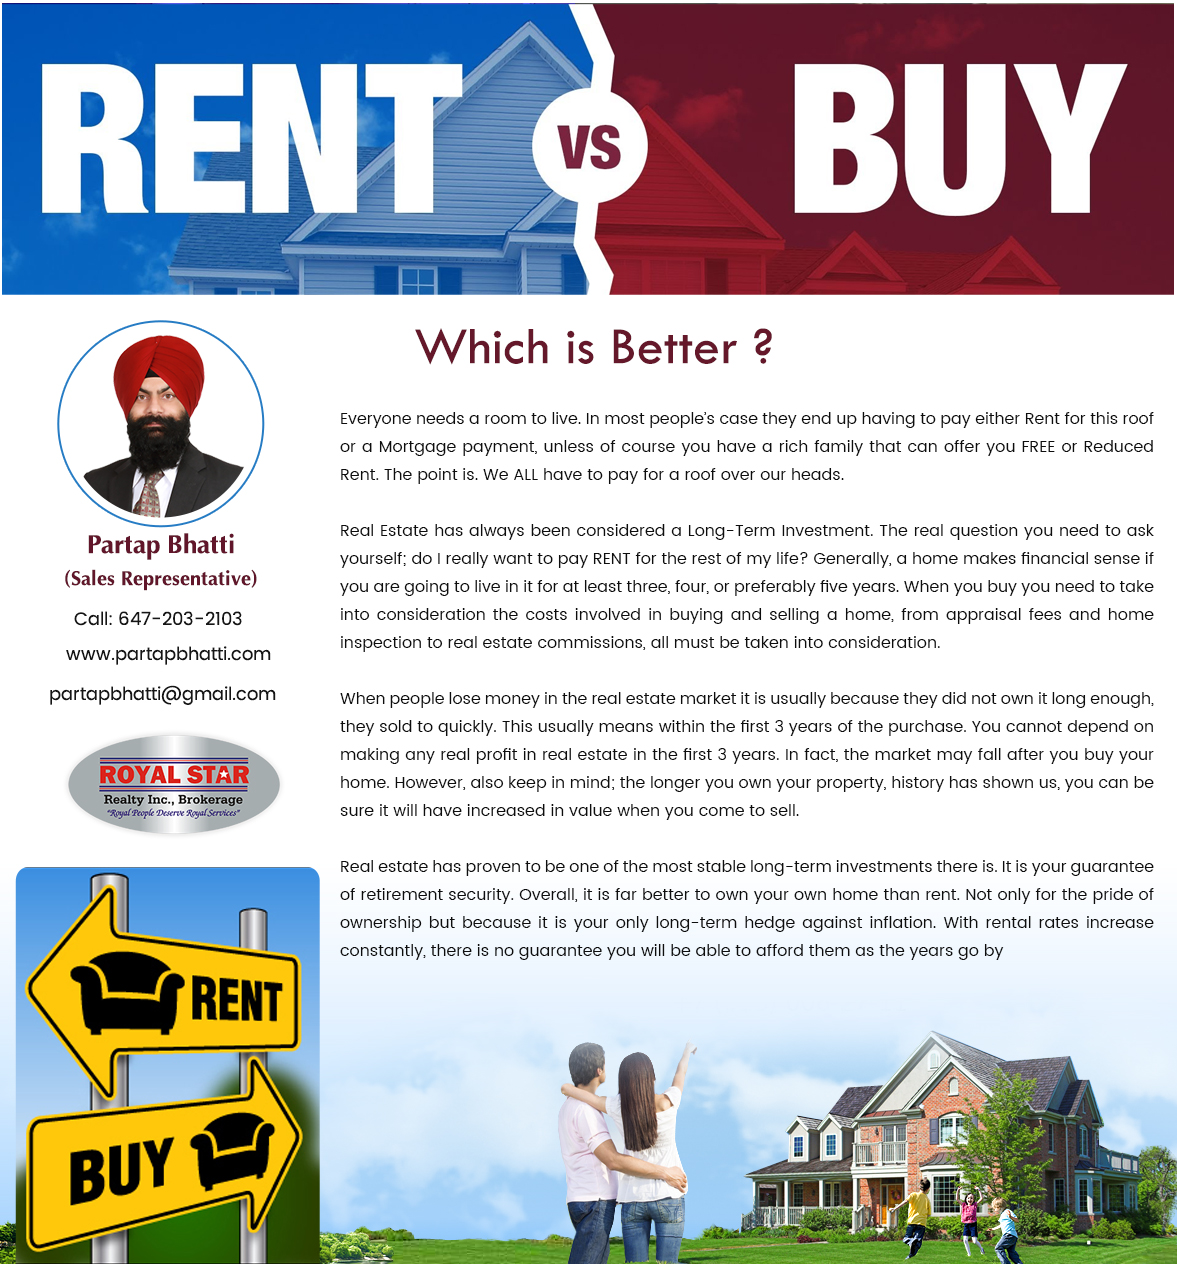 RENT VS BUY
Which is Better ?
Partap Bhatti
(Sales Representative)
Call: 647-203-2103
www.partapbhatti.com
partapbhatti@gmail.com
ROYAL STAR
Realty Inc., Brokerage
"Royal People Deserve Royal Services"
Everyone needs a room to live. In most people's case they end up having to pay either Rent for this roof
or a Mortgage payment, unless of course you have a rich family that can offer you FREE or Reduced
Rent. The point is. We ALL have to pay for a roof over our heads.
Real Estate has always been considered a Long-Term Investment. The real question you need to ask
yourself; do I really want to pay RENT for the rest of my life? Generally, a home makes financial sense if
you are going to live in it for at least three, four, or preferably five years. When you buy you need to take
into consideration the costs involved in buying and selling a home, from appraisal fees and home
inspection to real estate commissions, all must be taken into consideration.
When people lose money in the real estate market it is usually because they did not own it long enough,
they sold to quickly. This usually means within the first 3 years of the purchase. You cannot depend on
making any real profit in real estate in the first 3 years. In fact, the market may fall after you buy your
home. However, also keep in mind; the longer you own your property, history has shown us, you can be
sure it will have increased in value when you come to sell.
Real estate has proven to be one of the most stable long-term investments there is. It is your guarantee
of retirement security. Overall, it is far better to own your own home than rent. Not only for the pride of
ownership but because it is your only long-term hedge against inflation. With rental rates increase
constantly, there is no guarantee you will be able to afford them as the years go by
RENT
BUY